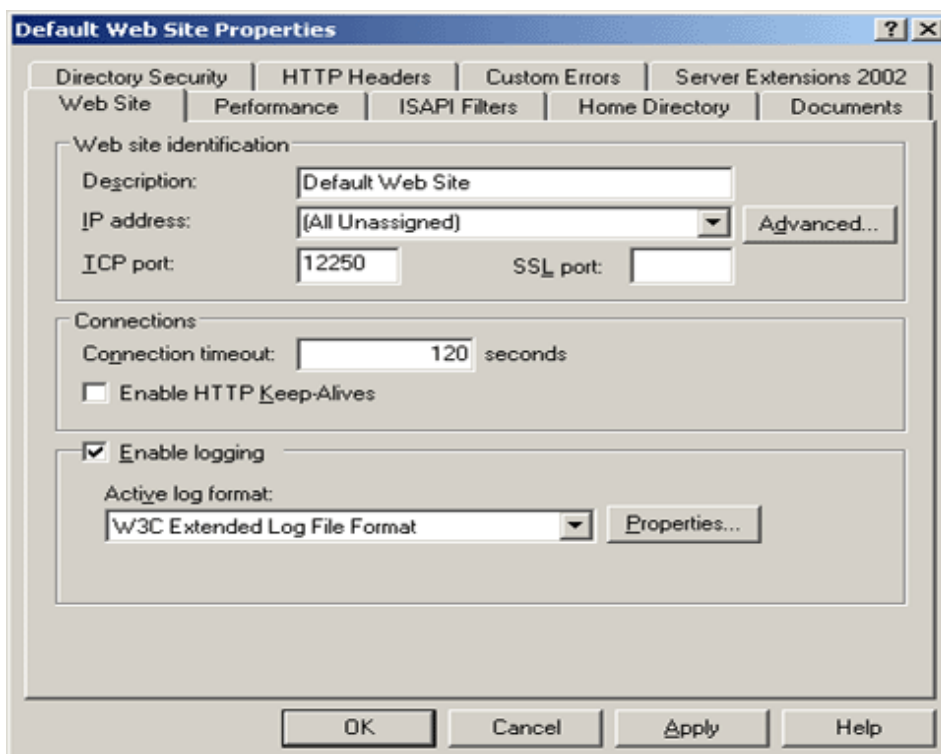 Default Web Site Properties
Directory Security HTTP Headers Custom Errors Server Extensions 2002
Web Site Performance ISAPI Filters Home Directory Documents
Web site identification
Description: Default Web Site
IP address: (All Unassigned) Advanced...
TCP port: 12250 SSL port:
Connections
Connection timeout: 120 seconds
Enable HTTP Keep-Alives
Enable logging
Active log format:
W3C Extended Log File Format Properties...
OK Cancel Apply Help